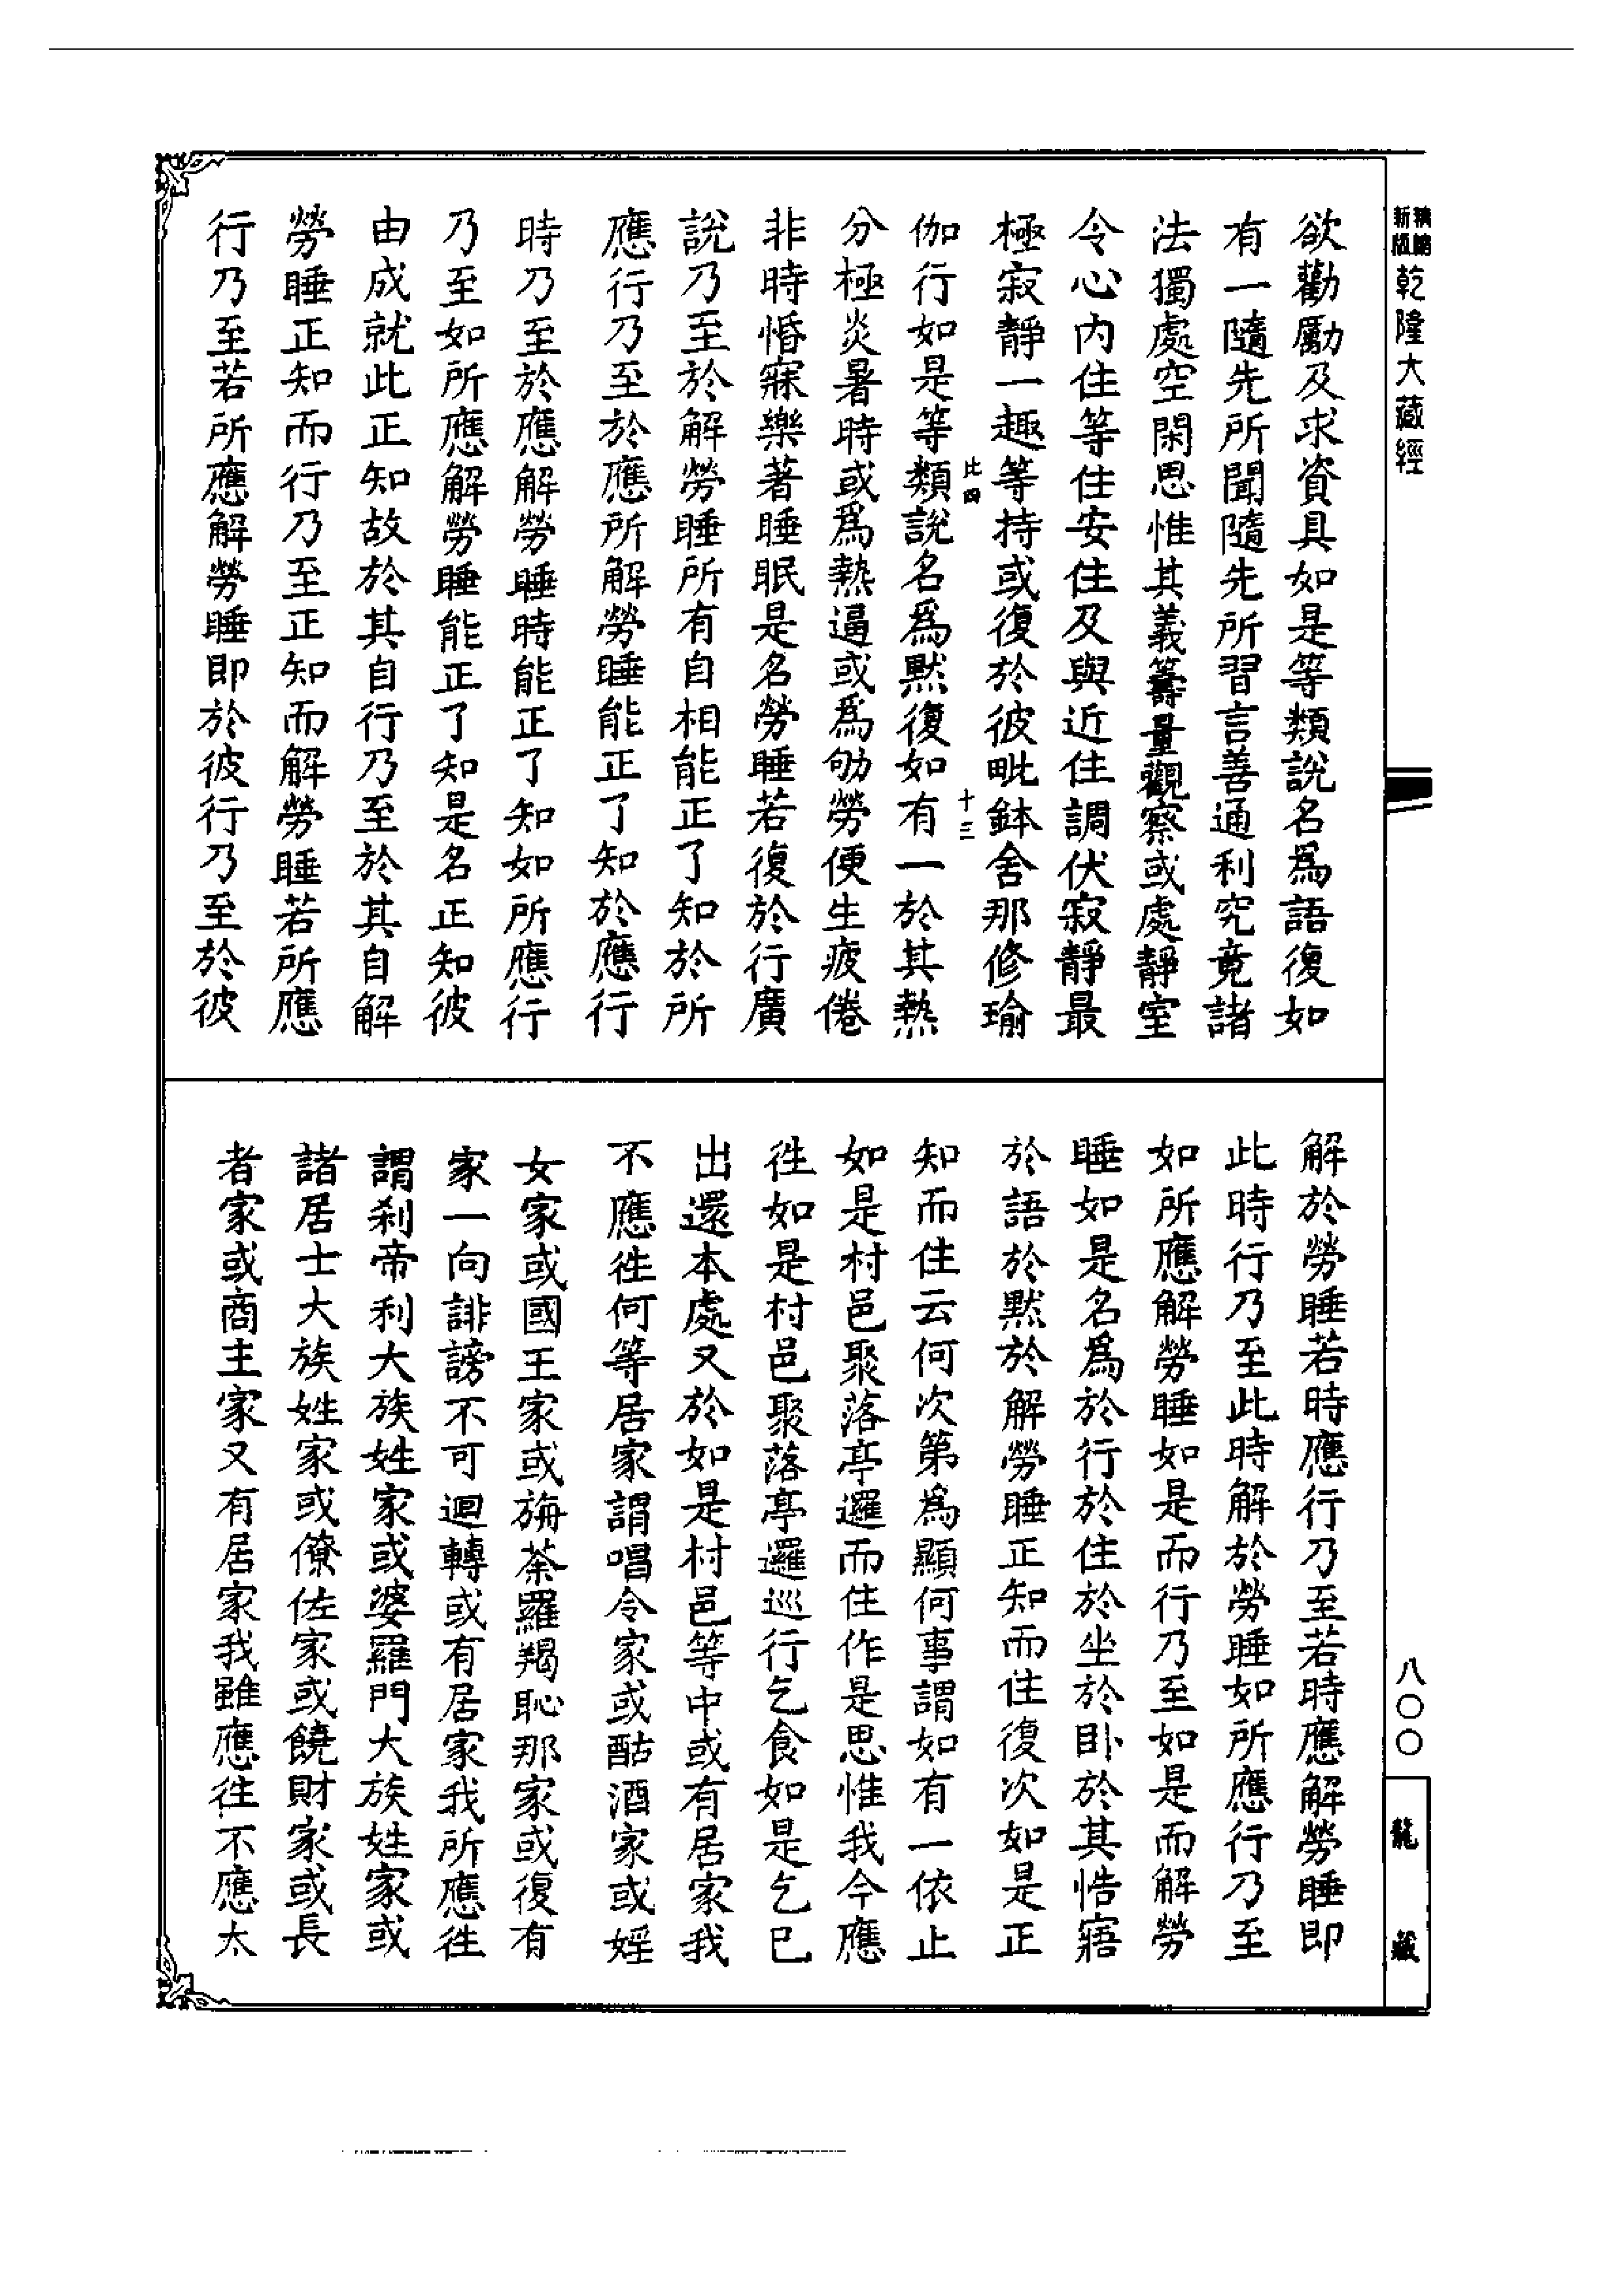 新編縮版乾隆大藏經
欲勸勵及求資具如是等類說名爲語復如
有一隨先所聞隨先所習言善通利究竟諸
法獨處空閑思惟其義籌量觀察或處靜室
令心內住等住安住及與近住調伏寂靜最
極寂靜一趣等持或復於彼毗鉢舍那修瑜
此四
十三
伽行如是等類說名爲默復如有一於其熱
分極炎暑時或爲熱逼或爲劬勞便生疲倦
非時惛寐樂著睡眠是名勞睡若復於行廣
說乃至於解勞睡所有自相能正了知於所
應行乃至於應所解勞睡能正了知於應行
時乃至於應解勞睡時能正了知如所應行
乃至如所應解勞睡能正了知是名正知彼
由成就此正知故於其自行乃至於其自解
勞睡正知而行乃至正知而解勞睡若所應
行乃至若所應解勞睡即於彼行乃至於彼
解於勞睡若時應行乃至若時應解勞睡即
此時行乃至此時解於勞睡如所應行乃至
如所應解勞睡如是而行乃至如是而解勞
睡如是名爲於行於住於坐於臥於其悎寤
於語於默於解勞睡正知而住復次如是正
知而住云何次第爲顯何事謂如有一依止
如是村邑聚落亭邏而住作是思惟我今應
往如是村邑聚落亭邏巡行乞食如是乞已
出還本處又於如是村邑等中或有居家我
不應往何等居家謂唱令家或酤酒家或婬
女家或國王家或旃荼羅羯恥那家或復有
家一向誹謗不可迴轉或有居家我所應往
謂剎帝利大族姓家或婆羅門大族姓家或
諸居士大族姓家或僚佐家或饒財家或長
者家或商主家又有居家我雖應往不應太
八〇〇
龍藏